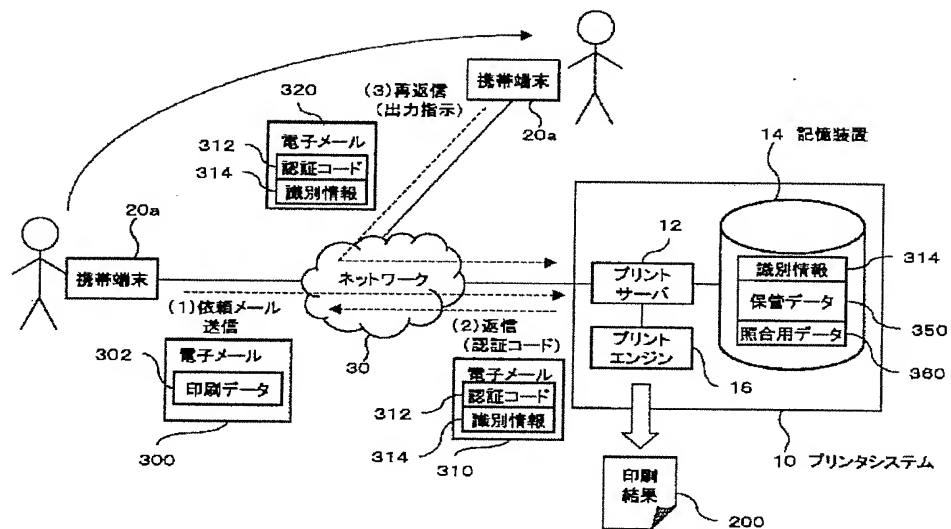 320
(3)再返信
(出力指示)
携帯端末
20a
電子メール
312
認証コード
314
識別情報
14 記憶装置
20a
携帯端末
12
プリント
サーバ
識別情報
314
保管データ
350
照合用データ
360
ネットワーク
30
(1)依頼メール
送信
(2)返信
(認証コード)
プリント
エンジン
16
電子メール
302
印刷データ
300
電子メール
312
認証コード
314
識別情報
310
10 プリンタシステム
印刷
結果
200